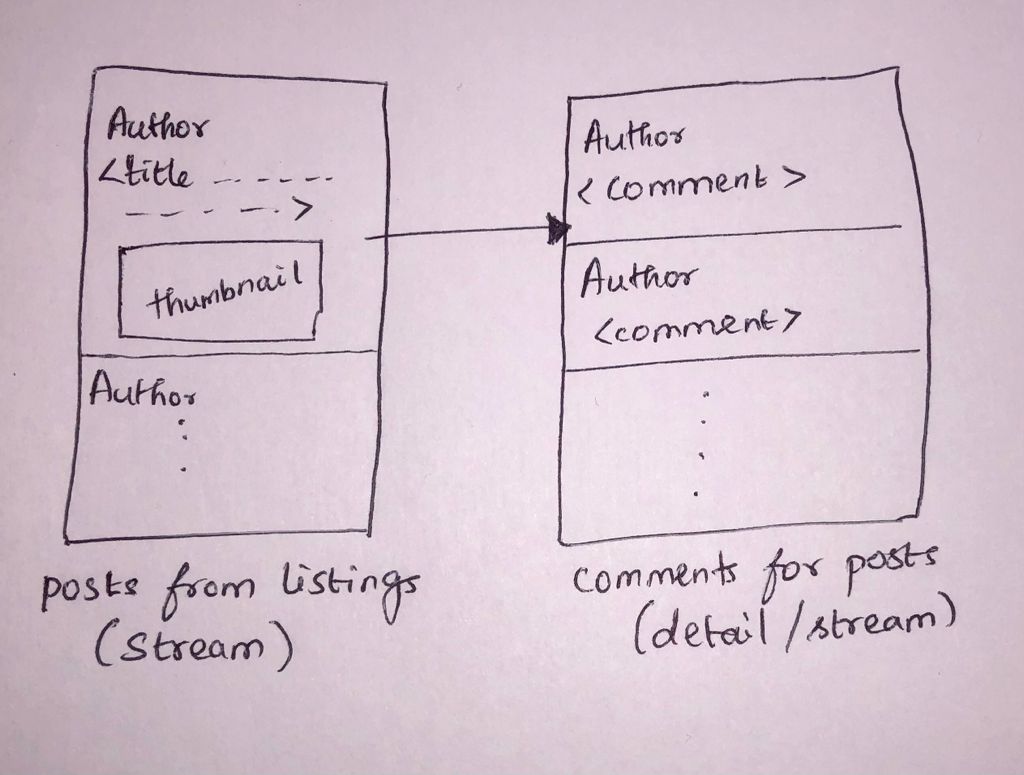 Author
<title ------
- - - - ->
thumbnail
Author
posts from listings
(stream)
Author
<comment>
Author
<comment>
comments for posts
(detail/stream)